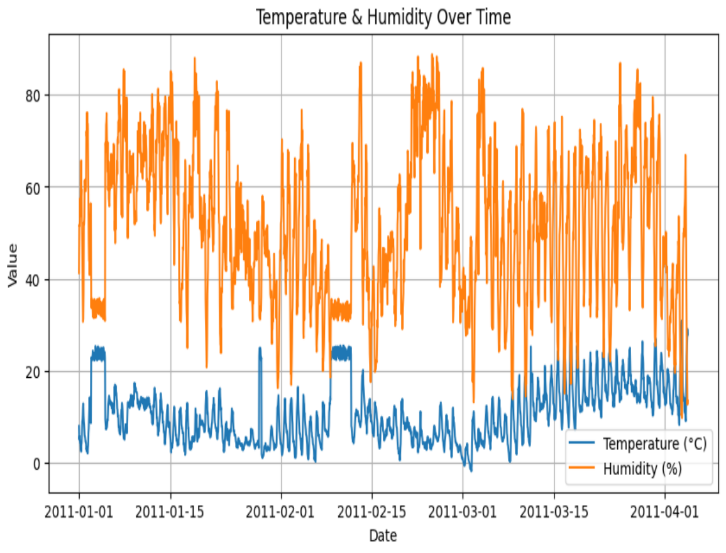 Temperature & Humidity Over Time
Value
80
60
40
20
0
Temperature (°C)
Humidity (%)
2011-01-01 2011-01-15 2011-02-01 2011-02-15 2011-03-01 2011-03-15 2011-04-01
Date